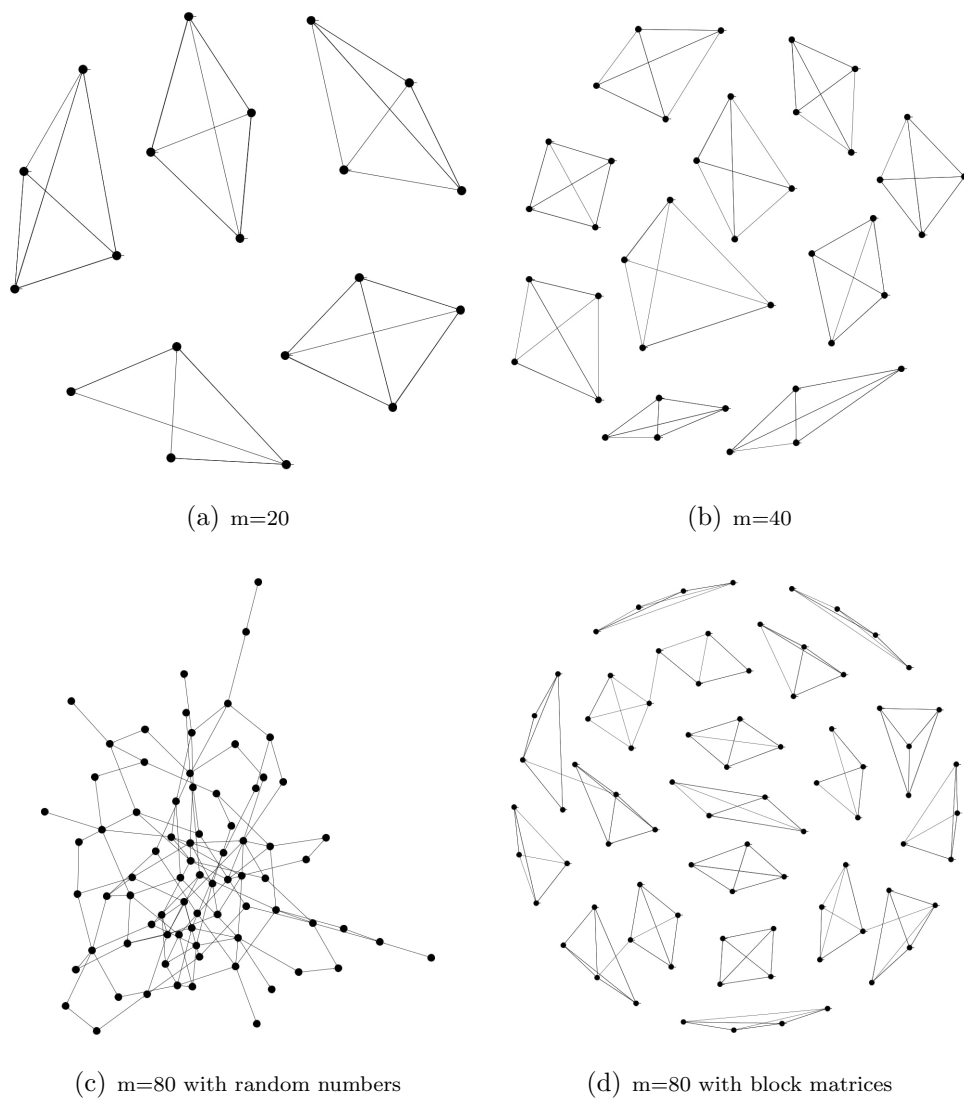 (a) m=20
(b) m=40
(c) m=80 with random numbers
(d) m=80 with block matrices